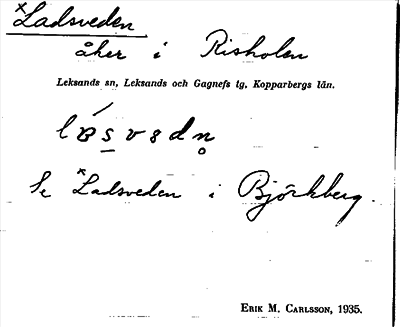 ×Ladsveden
åker i Risholen
Leksands sn, Leksands och Gagnefs tg, Kopparbergs län.
Se ×Ladsveden i Björkberg.
ERIK M. CARLSSON, 1935.